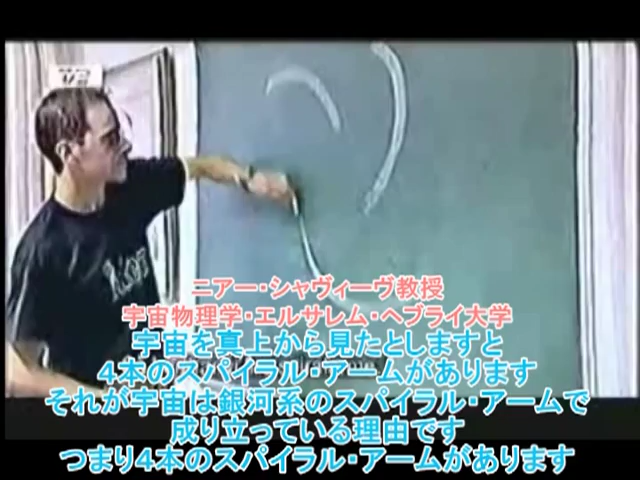 ニアー・シャヴィーヴ教授
宇宙物理学・エルサレム・ヘブライ大学
宇宙を真上から見たとしますと
4本のスパイラル・アームがあります
それが宇宙は銀河系のスパイラル・アームで
成り立っている理由です
つまり4本のスパイラル・アームがあります